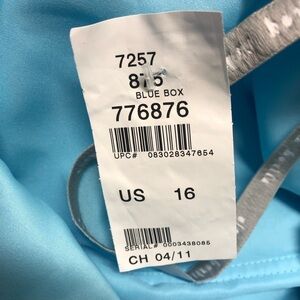 7257
875
BLUE BOX
776876
UPC# 083028347654
US 16
SERIAL# 0003438085
CH 04/11